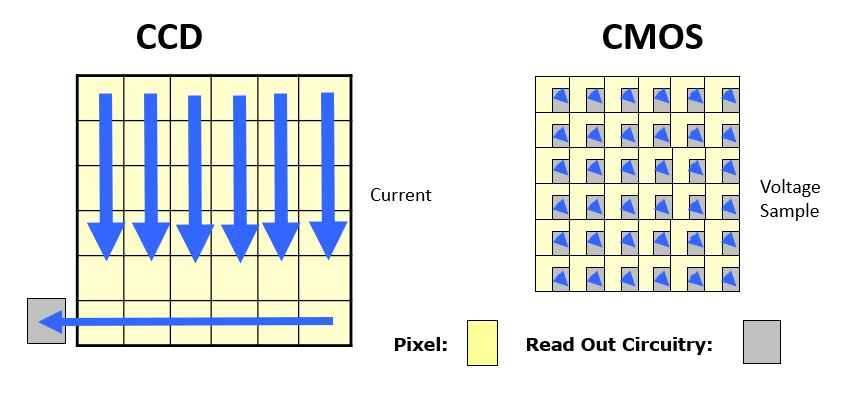 CCD
CMOS
Current
Voltage
Sample
Pixel:
Read Out Circuitry: